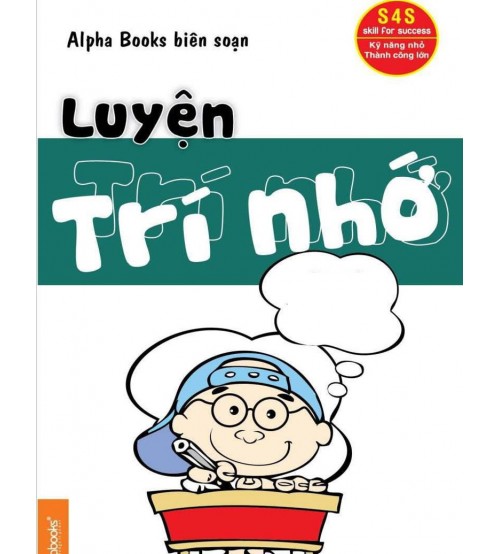 Alpha Books biên soạn
S4S
skill for success
Kỹ năng nhỏ
Thành công lớn
Luyện
Trí nhớ